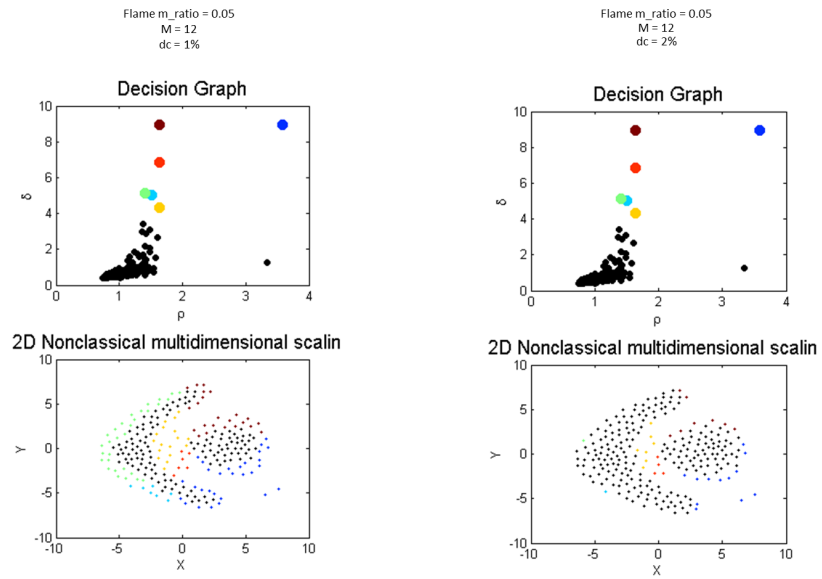 Flame m_ratio = 0.05
M = 12
dc = 1%
Decision Graph
10
8
6
δ
4
2
0
0 1 2 3 4
ρ
2D Nonclassical multidimensional scalin
10
5
Y
0
-5
-10
-10 -5 0 5 10
X
Flame m_ratio = 0.05
M = 12
dc = 2%
Decision Graph
10
8
6
δ
4
2
0
0 1 2 3 4
ρ
2D Nonclassical multidimensional scalin
10
5
Y
0
-5
-10
-10 -5 0 5 10
X